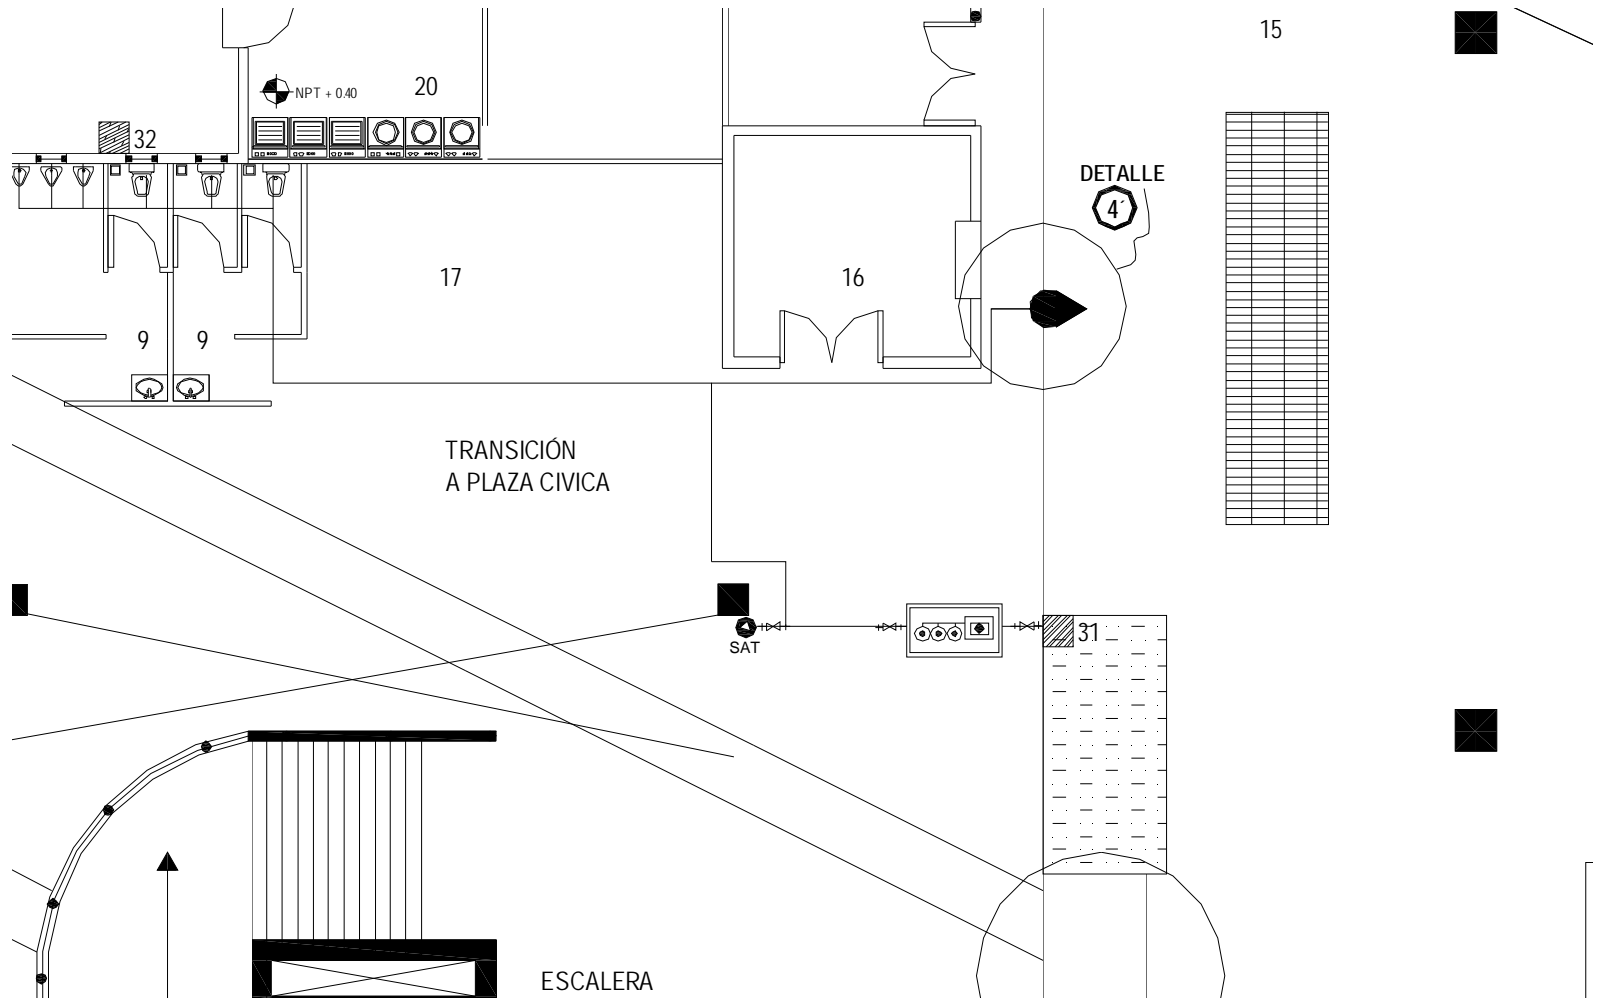 15
20
NPT + 0.40
32
DETALLE
4´
17
16
9
9
TRANSICIÓN
A PLAZA CIVICA
31
SAT
ESCALERA